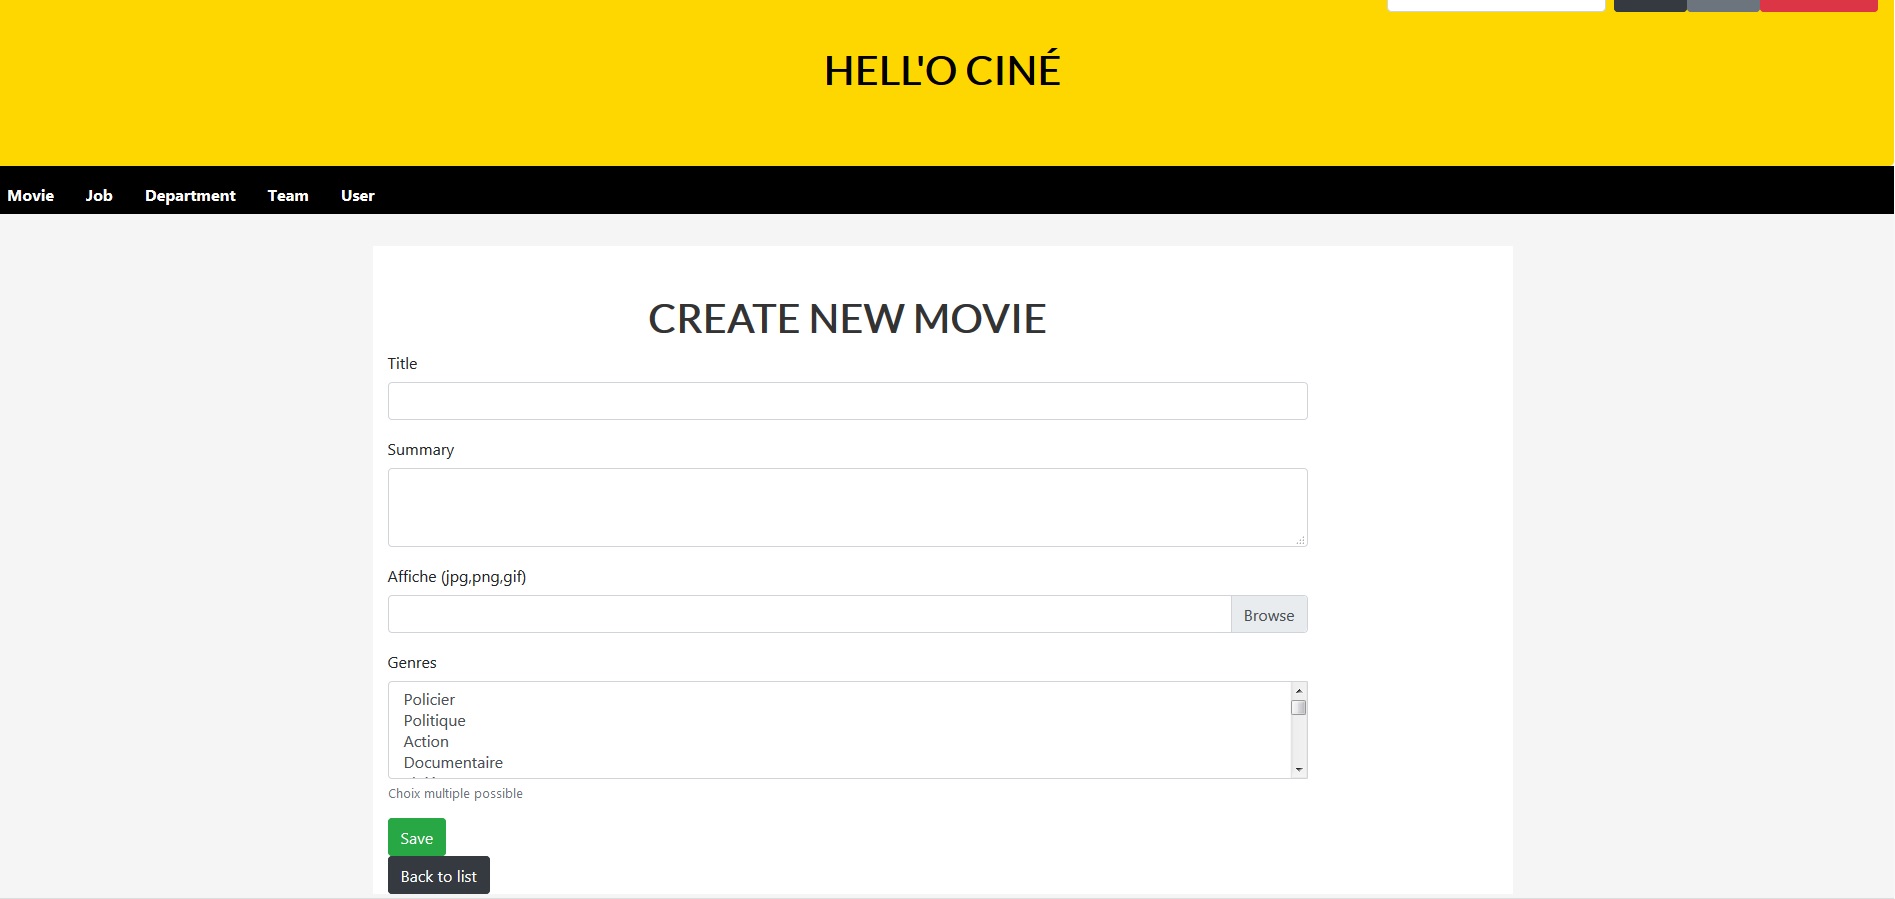 HELL'O CINÉ
Movie Job Department Team User
CREATE NEW MOVIE
Title
Summary
Affiche (jpg,png,gif)
Browse
Genres
Policier
Politique
Action
Documentaire
Choix multiple possible
Save
Back to list